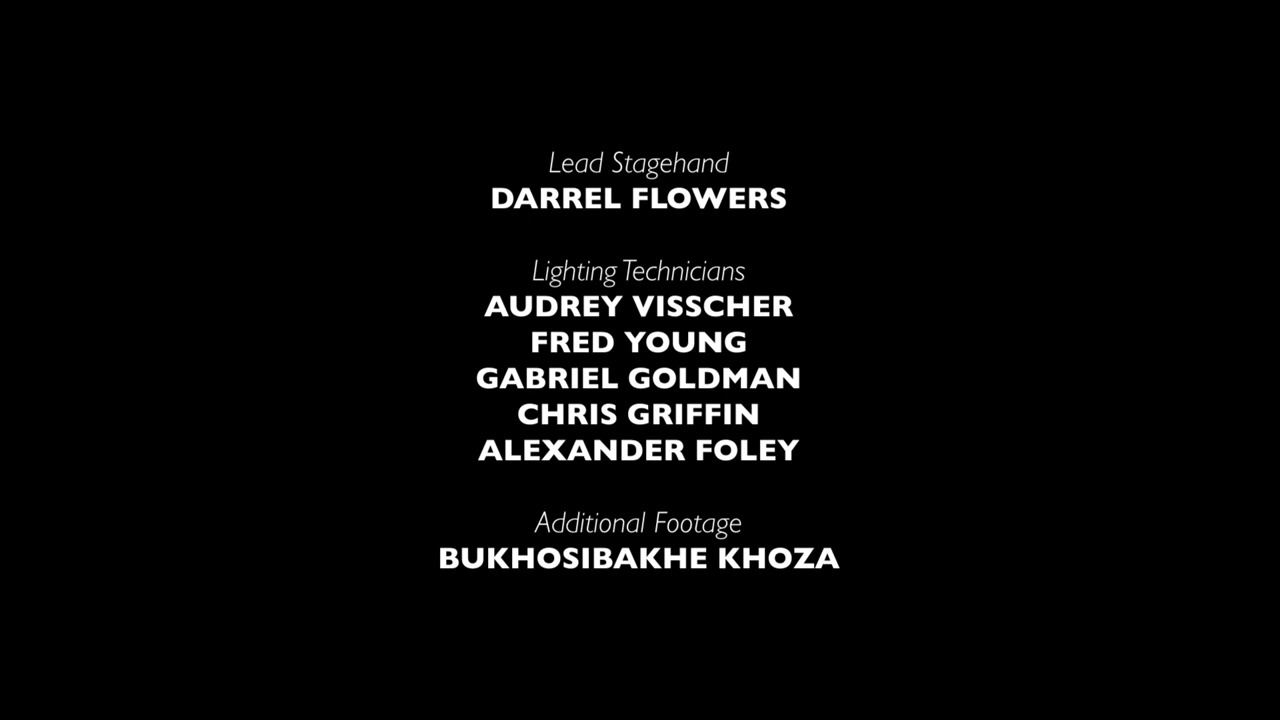 Lead Stagehand
DARREL FLOWERS
Lighting Technicians
AUDREY VISSCHER
FRED YOUNG
GABRIEL GOLDMAN
CHRIS GRIFFIN
ALEXANDER FOLEY
Additional Footage
BUKHOSIBAKHE KHOZA